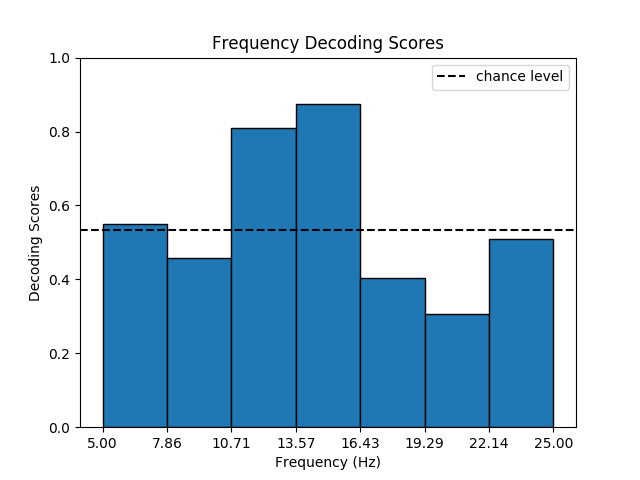 Frequency Decoding Scores
chance level
1.0
0.8
0.6
0.4
0.2
0.0
Decoding Scores
5.00 7.86 10.71 13.57 16.43 19.29 22.14 25.00
Frequency (Hz)